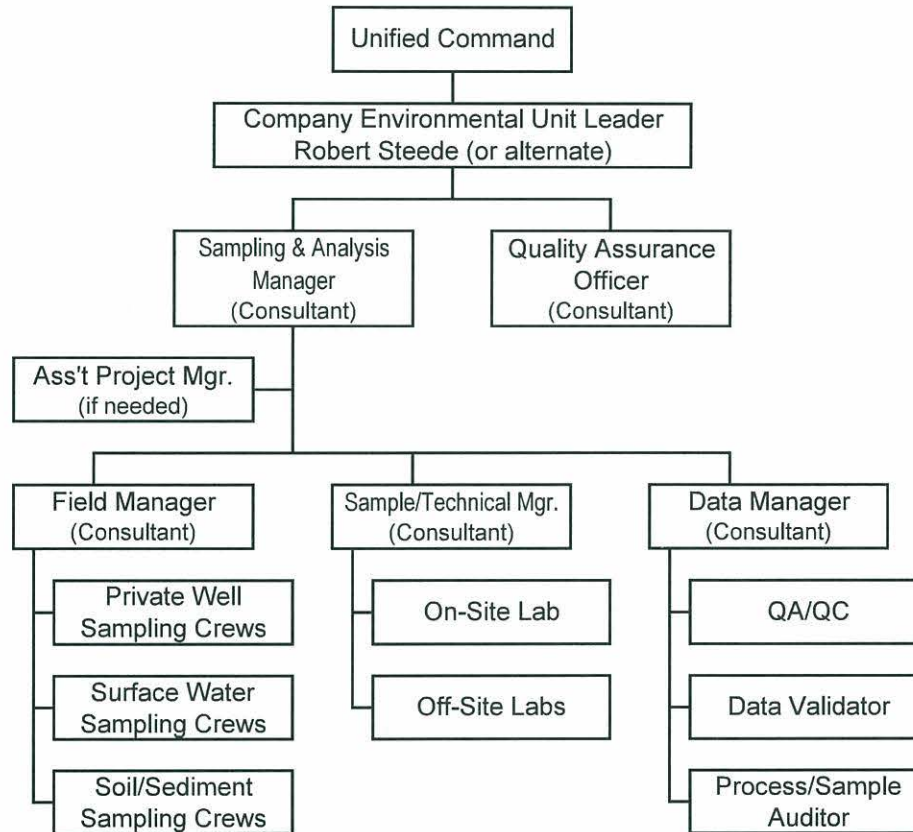 Unified Command
Company Environmental Unit Leader
Robert Steede (or alternate)
Sampling & Analysis
Manager
(Consultant)
Quality Assurance
Officer
(Consultant)
Ass't Project Mgr.
(if needed)
Field Manager
(Consultant)
Sample/Technical Mgr.
(Consultant)
Data Manager
(Consultant)
Private Well
Sampling Crews
Surface Water
Sampling Crews
Soil/Sediment
Sampling Crews
On-Site Lab
Off-Site Labs
QA/QC
Data Validator
Process/Sample
Auditor